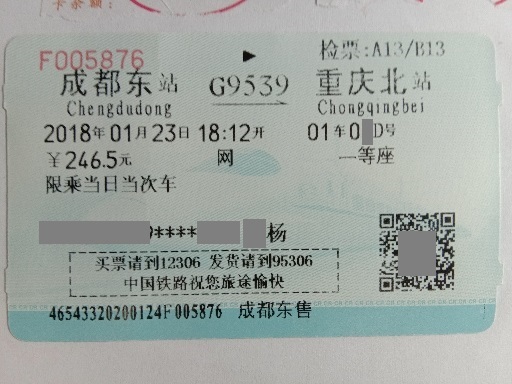 卡余额:
F005876
检票:A13/B13
成都东站 G9539 重庆北站
Chengdudong Chongqingbei
2018年01月23日 18:12开 01车0 D号
￥246.5元 网 一等座
限乘当日当次车
9**** 杨
买票请到12306 发货请到95306
中国铁路祝您旅途愉快
46543320200124F005876 成都东售